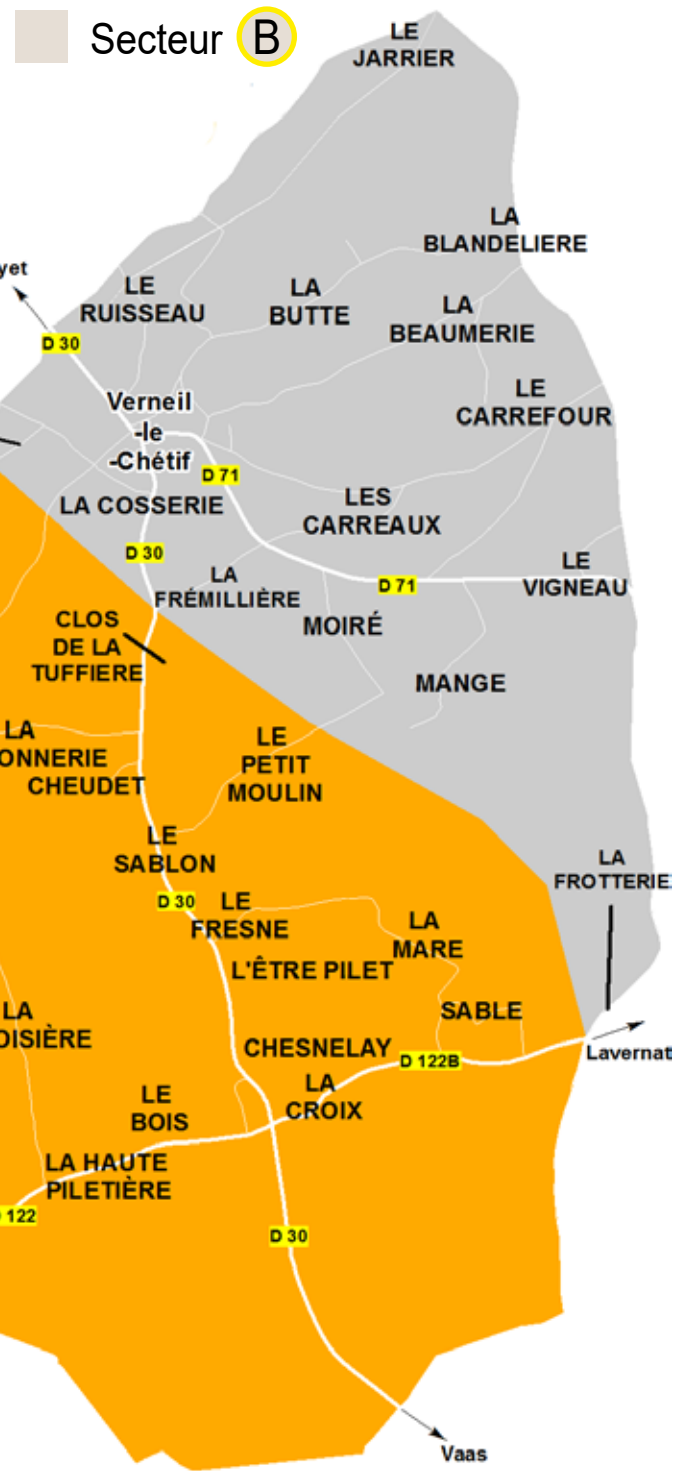 Secteur B
LE
JARRIER
LA
BLANDELIERE
yet
LE
RUISSEAU
LA
BUTTE
LA
BEAUMERIE
D 30
LE
CARREFOUR
Verneil
-le
-Chétif
D 71
LA COSSERIE
LES
CARREAUX
D 30
LA
FRÉMILLIÈRE
D 71
LE
VIGNEAU
CLOS
DE LA
TUFFIERE
MOIRÉ
MANGE
LA
ONNERIE
CHEUDET
LE
PETIT
MOULIN
LE
SABLON
LA
FROTTERIE
D 30
LE
FRESNE
LA
MARE
L'ÊTRE PILET
LA
OISIÈRE
SABLE
CHESNELAY
D 122B
Lavernat
LA
CROIX
LE
BOIS
LA HAUTE
PILETIÈRE
122
D 30
Vaas